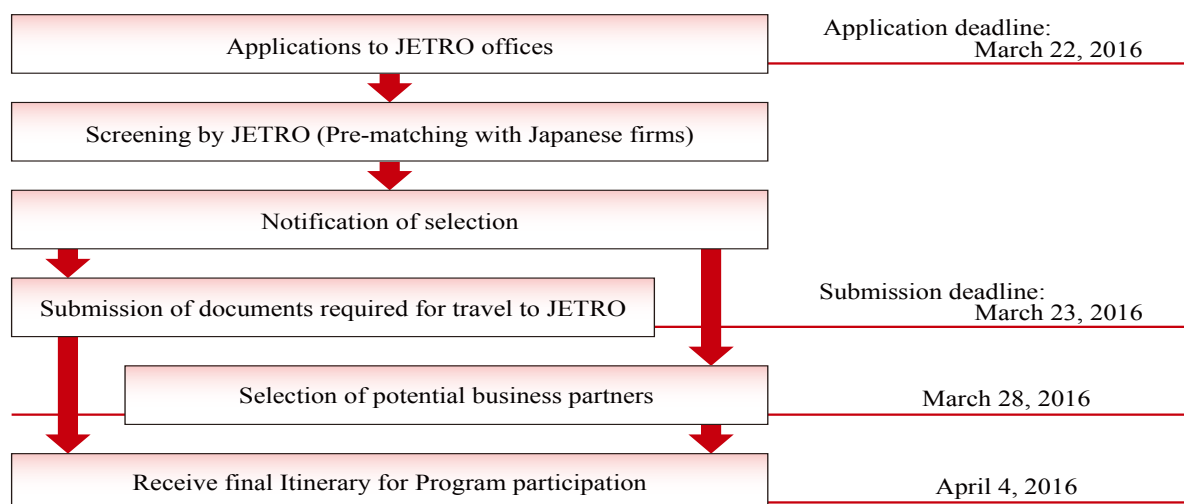 Applications to JETRO offices
Application deadline:
March 22, 2016
Screening by JETRO (Pre-matching with Japanese firms)
Notification of selection
Submission of documents required for travel to JETRO
Submission deadline:
March 23, 2016
Selection of potential business partners
March 28, 2016
Receive final Itinerary for Program participation
April 4, 2016